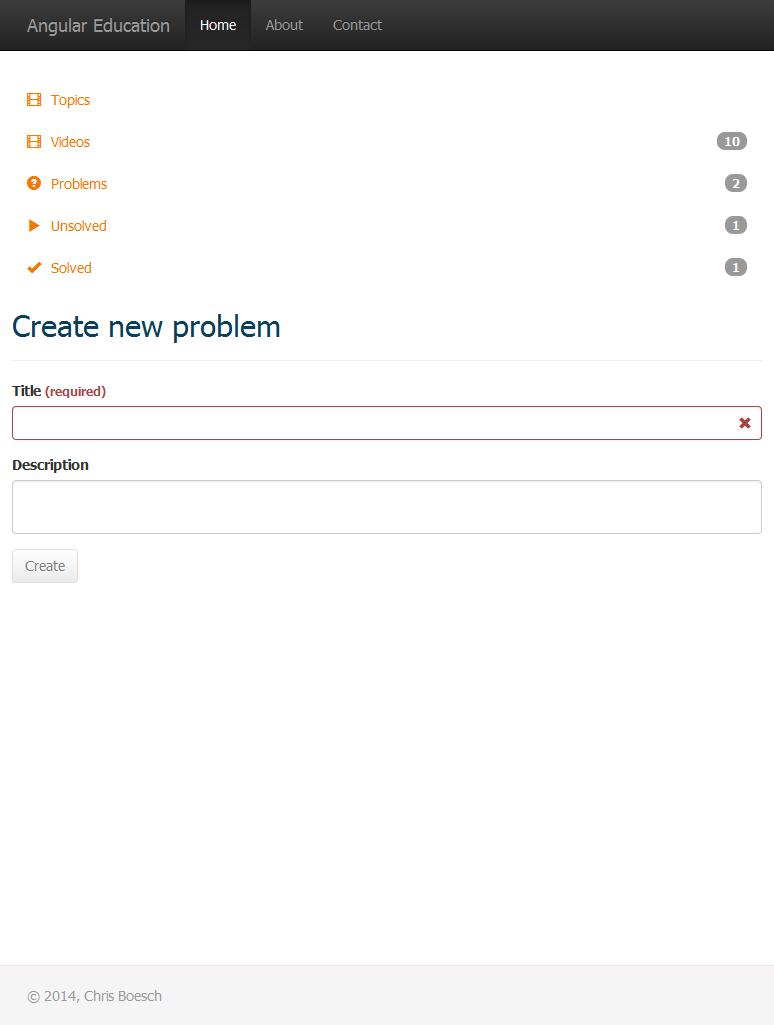 Angular Education Home About Contact
Topics
Videos 10
Problems 2
Unsolved 1
Solved 1
Create new problem
Title (required)
Description
Create
© 2014, Chris Boesch